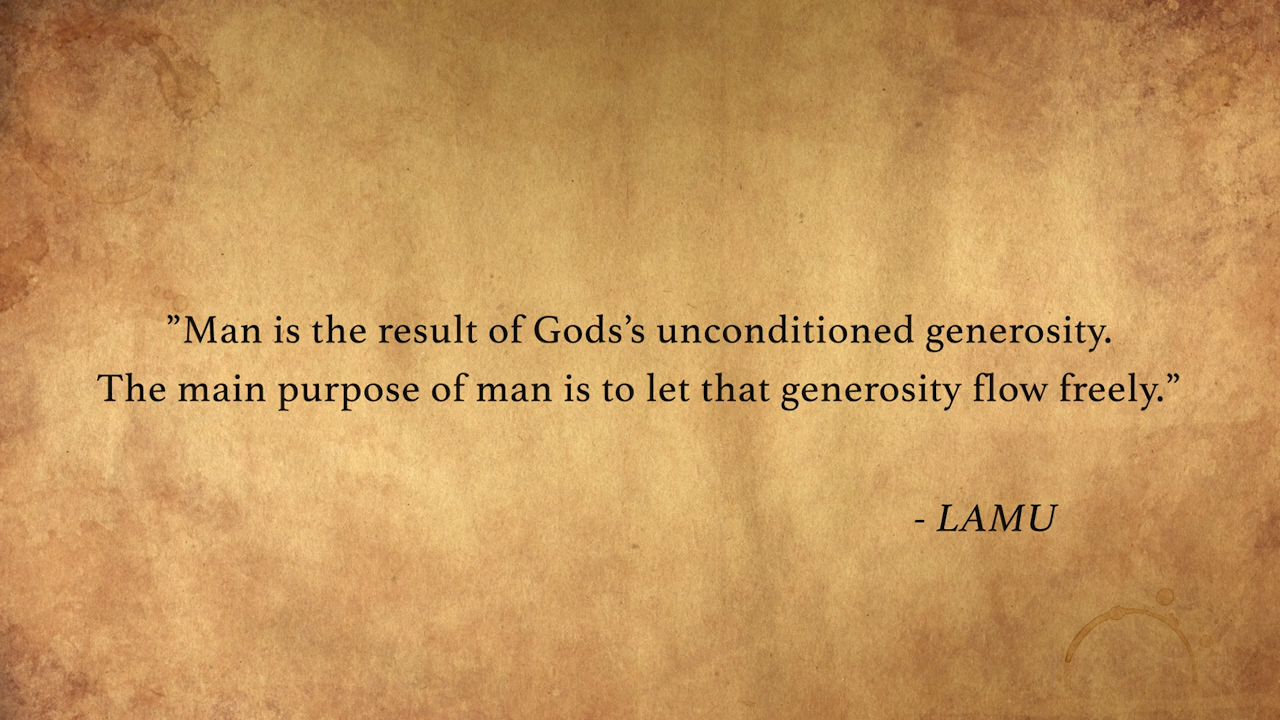 ”Man is the result of Gods’s unconditioned generosity.
The main purpose of man is to let that generosity flow freely.”
- LAMU